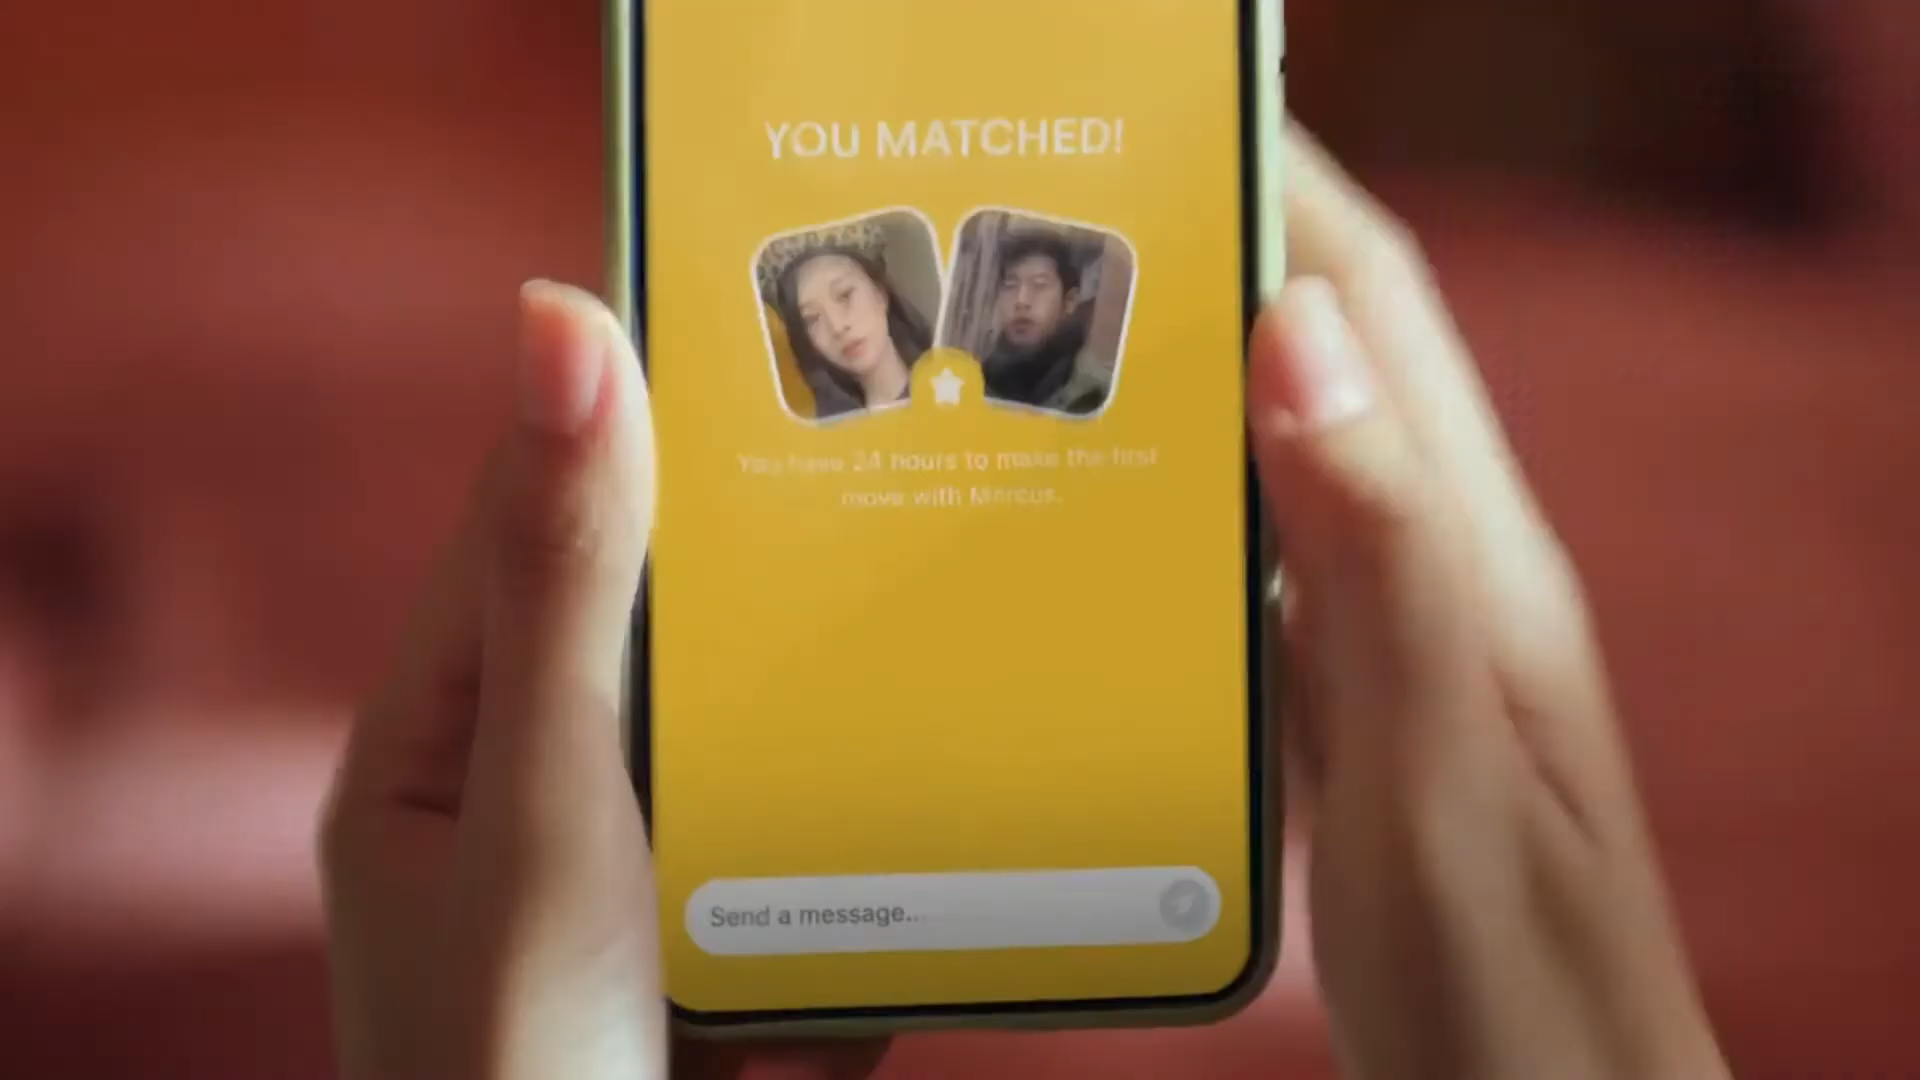 YOU MATCHED!
You have 24 hours to make the first
move with Marcus.
Send a message...